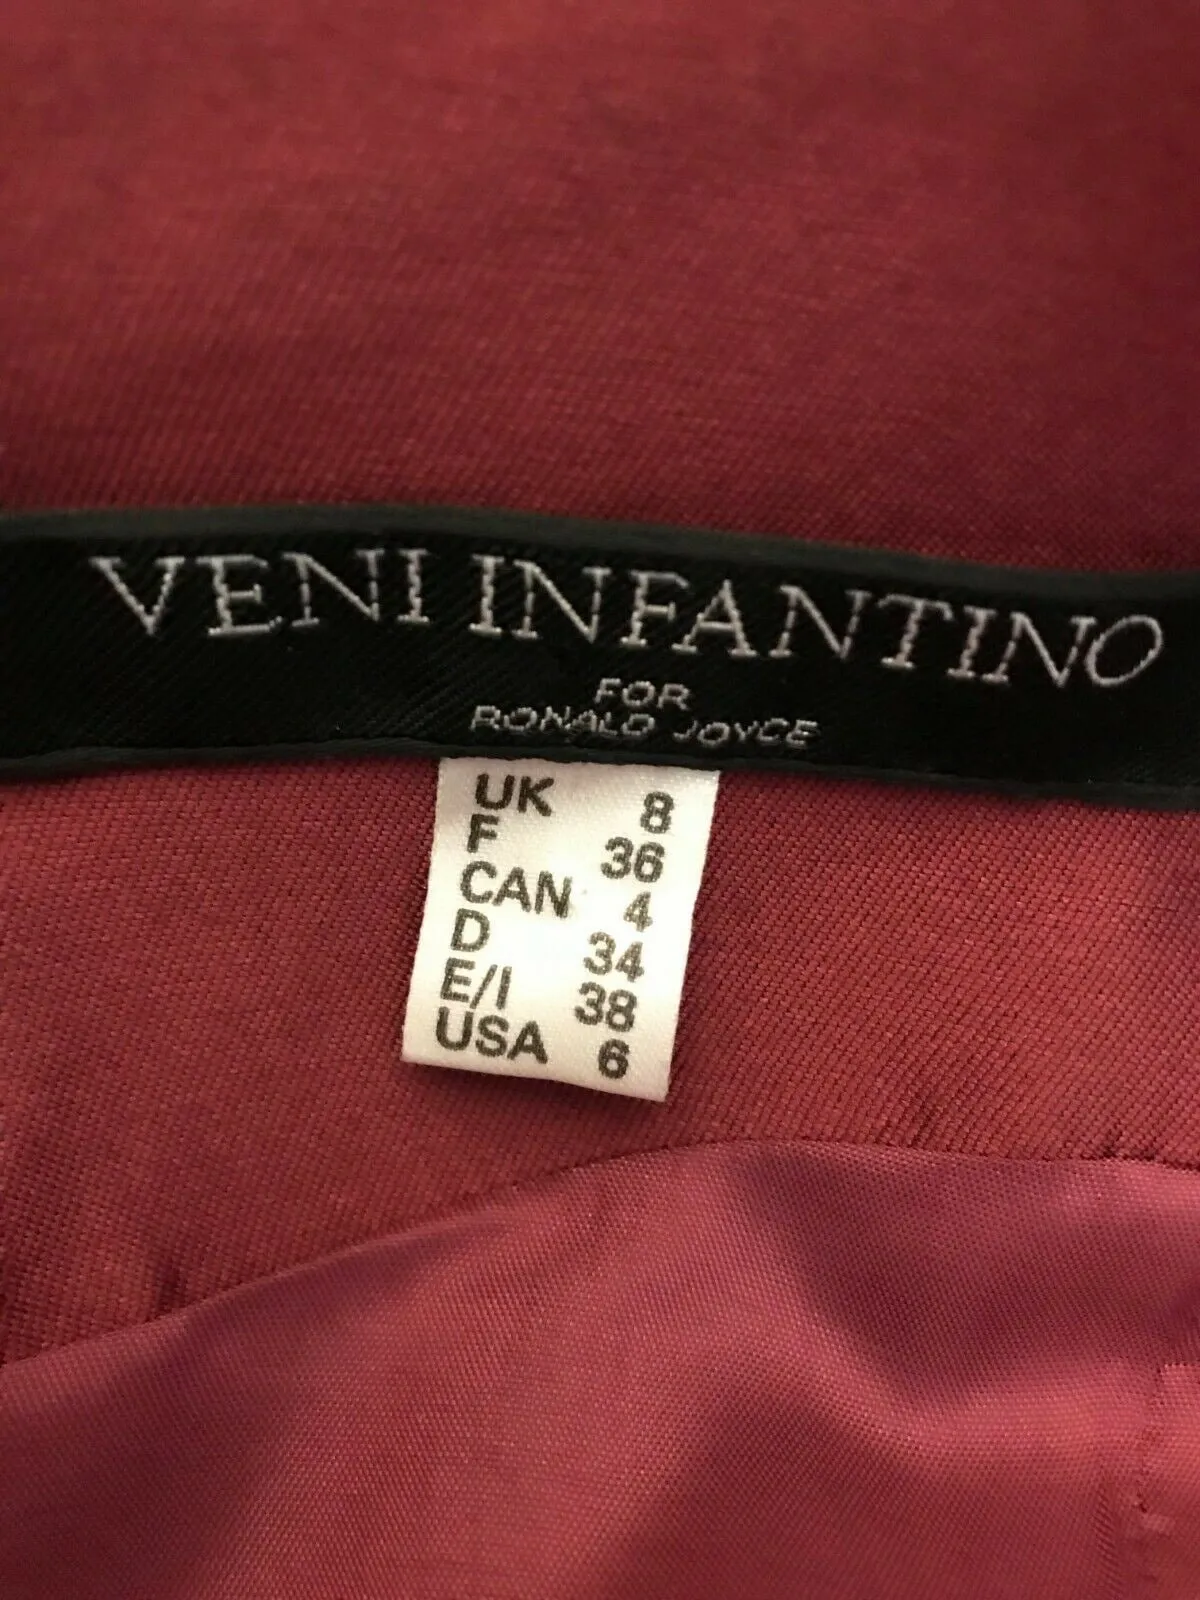 VENI INFANTINO
FOR
RONALD JOYCE
UK 8
F 36
CAN 4
D 34
E/I 38
USA 6